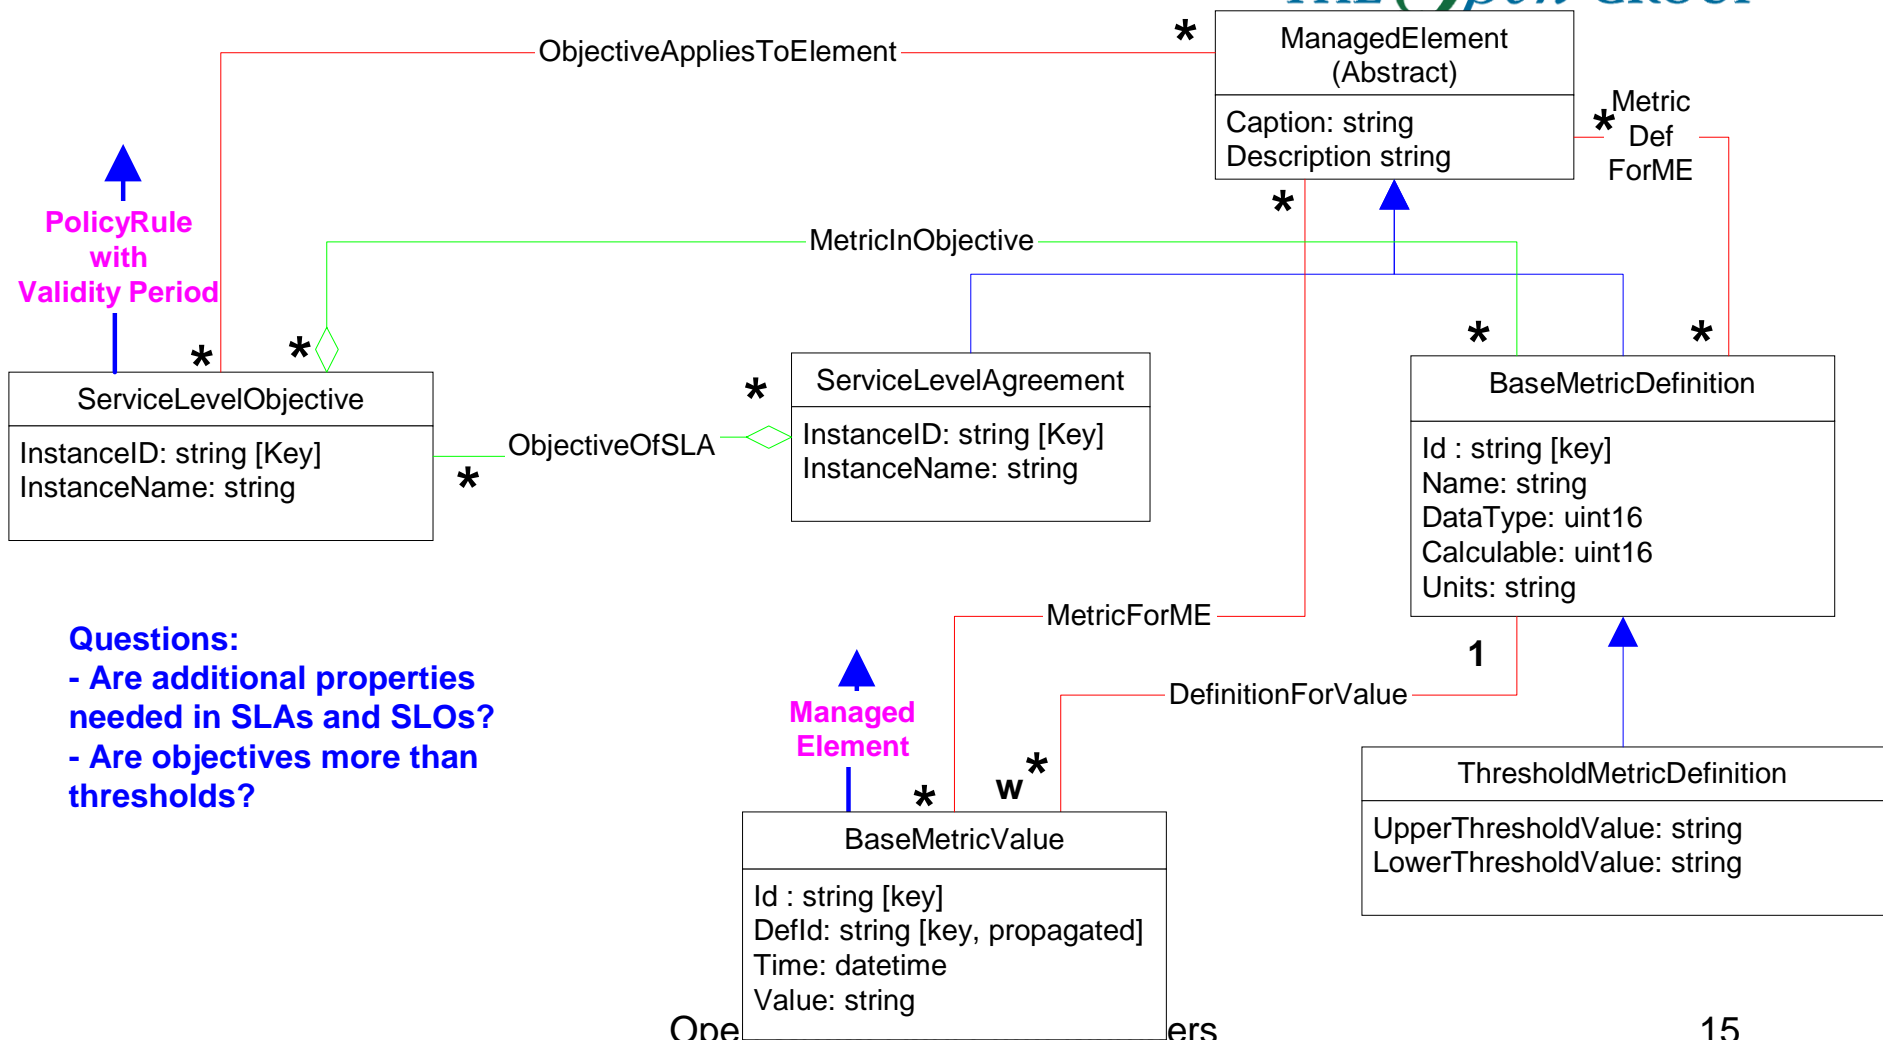 THE Open GROUP
ObjectiveAppliesToElement
*
ManagedElement
(Abstract)
Caption: string
Description string
*
Metric
Def
ForME
PolicyRule
with
Validity Period
*
MetricInObjective
*
*
*
*
ServiceLevelObjective
InstanceID: string [Key]
InstanceName: string
*
ObjectiveOfSLA
*
ServiceLevelAgreement
InstanceID: string [Key]
InstanceName: string
BaseMetricDefinition
Id : string [key]
Name: string
DataType: uint16
Calculable: uint16
Units: string
Questions:
- Are additional properties
needed in SLAs and SLOs?
- Are objectives more than
thresholds?
MetricForME
1
DefinitionForValue
Managed
Element
*
w
*
BaseMetricValue
Id : string [key]
DefId: string [key, propagated]
Time: datetime
Value: string
ThresholdMetricDefinition
UpperThresholdValue: string
LowerThresholdValue: string
15